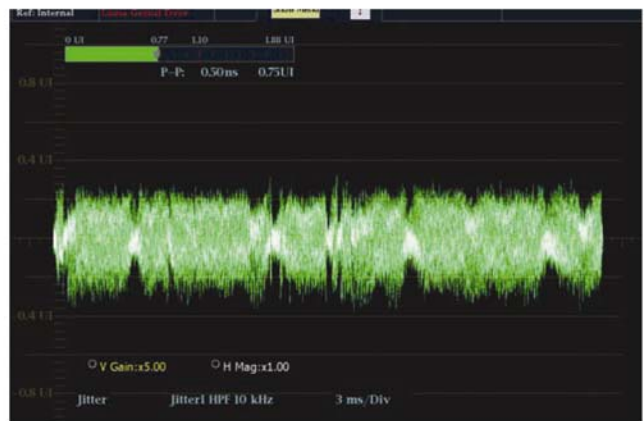 Ref: Internal
0 UI 0.77 1.10 1.88 UI
P-P: 0.50ns 0.75UI
0.8 UI
0.4 UI
0.4 UI
V Gain:x5.00 H Mag:x1.00
0.8 UI
Jitter Jitter1 HPF 10 kHz 3 ms/Div